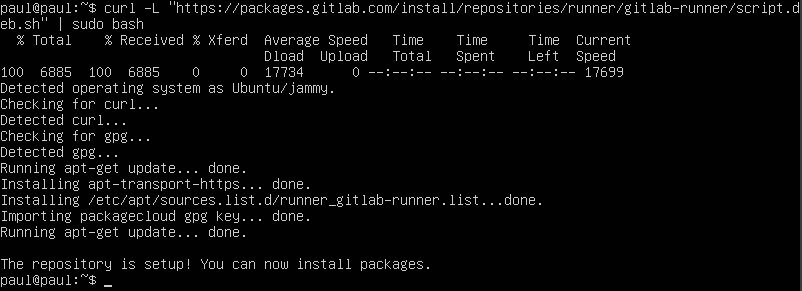 paul@paul:~$ curl -L "https://packages.gitlab.com/install/repositories/runner/gitlab-runner/script.d
eb.sh" | sudo bash
  % Total    % Received % Xferd  Average Speed   Time    Time     Time  Current
                                 Dload  Upload   Total   Spent    Left  Speed
100  6885  100  6885    0     0  17734      0 --:--:-- --:--:-- --:--:-- 17699
Detected operating system as Ubuntu/jammy.
Checking for curl...
Detected curl...
Checking for gpg...
Detected gpg...
Running apt-get update... done.
Installing apt-transport-https... done.
Installing /etc/apt/sources.list.d/runner_gitlab-runner.list...done.
Importing packagecloud gpg key... done.
Running apt-get update... done.

The repository is setup! You can now install packages.
paul@paul:~$ _